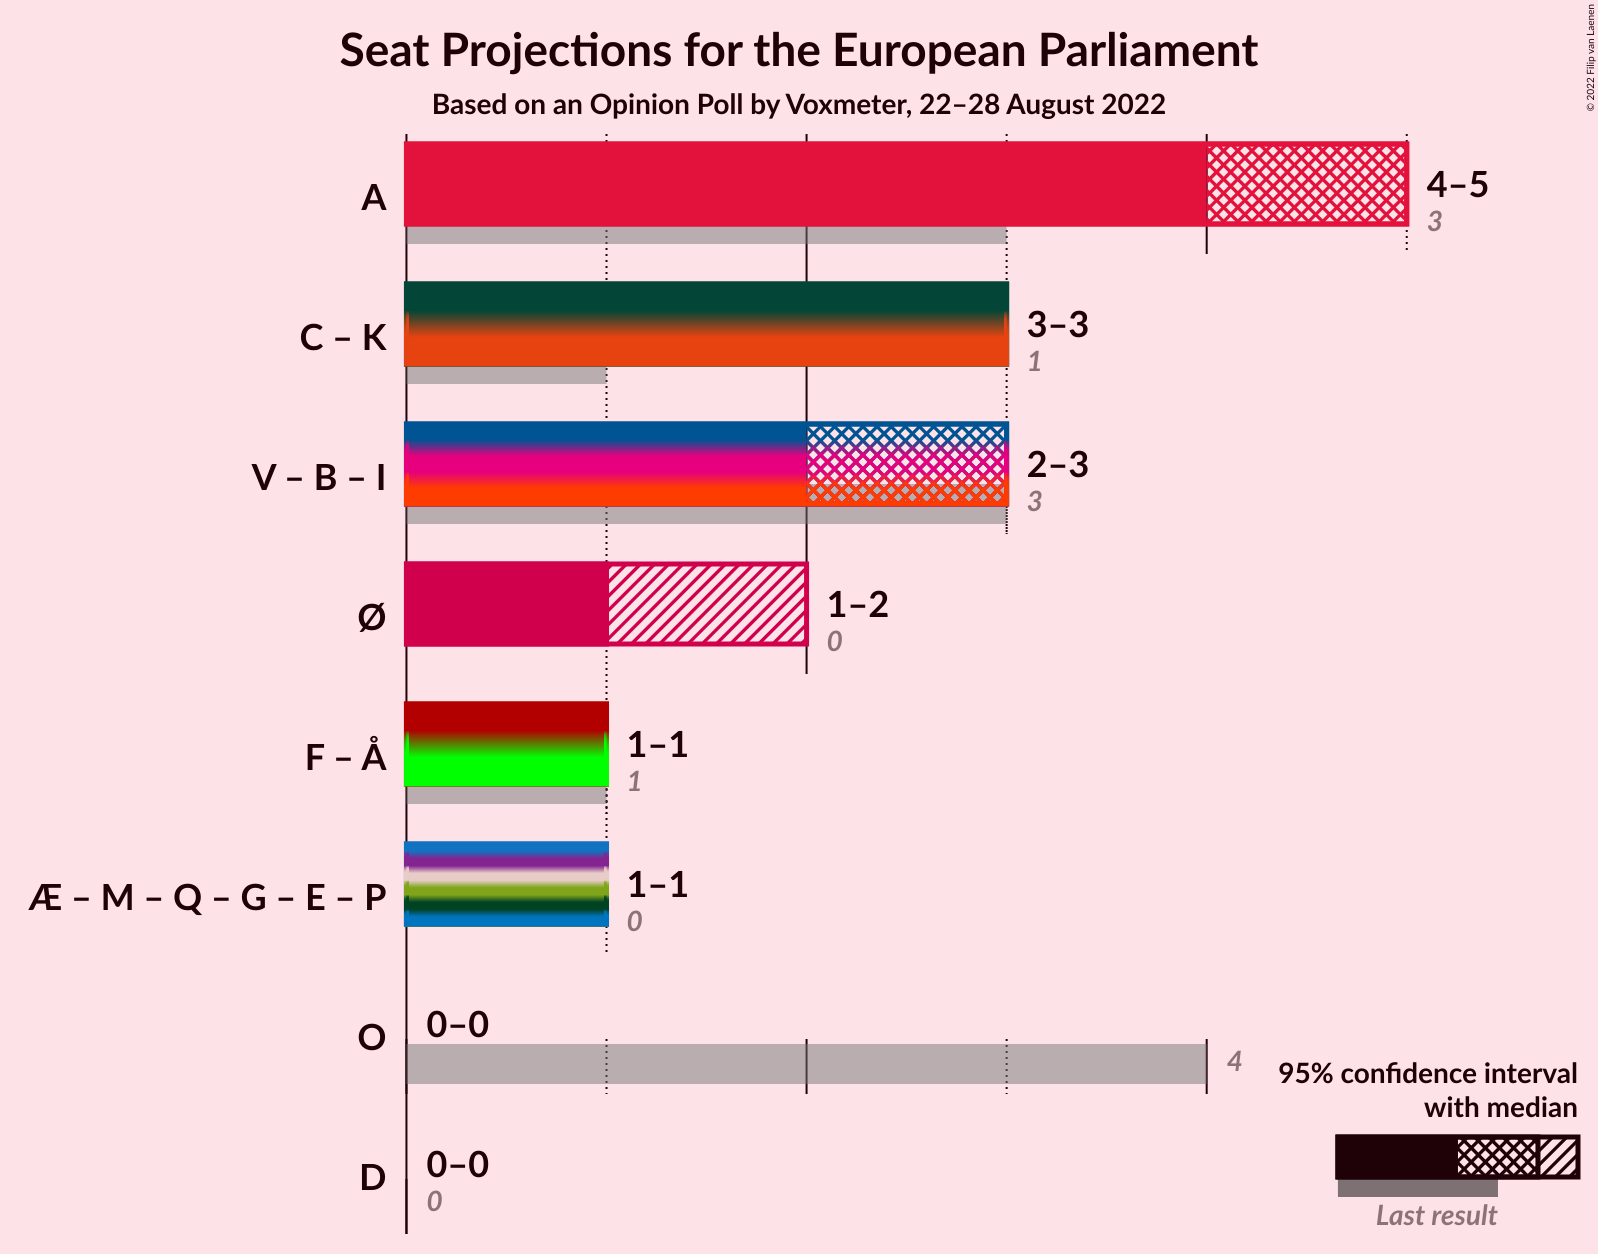 Seat Projections for the European Parliament
Based on an Opinion Poll by Voxmeter, 22–28 August 2022
© 2022 Filip van Laenen
A
4–5
3
C – K
3–3
1
V – B – I
2–3
3
Ø
1–2
0
F – Å
1–1
1
Æ – M – Q – G – E – P
1–1
0
O
0–0
4
D
0–0
0
95% confidence interval
with median
Last result